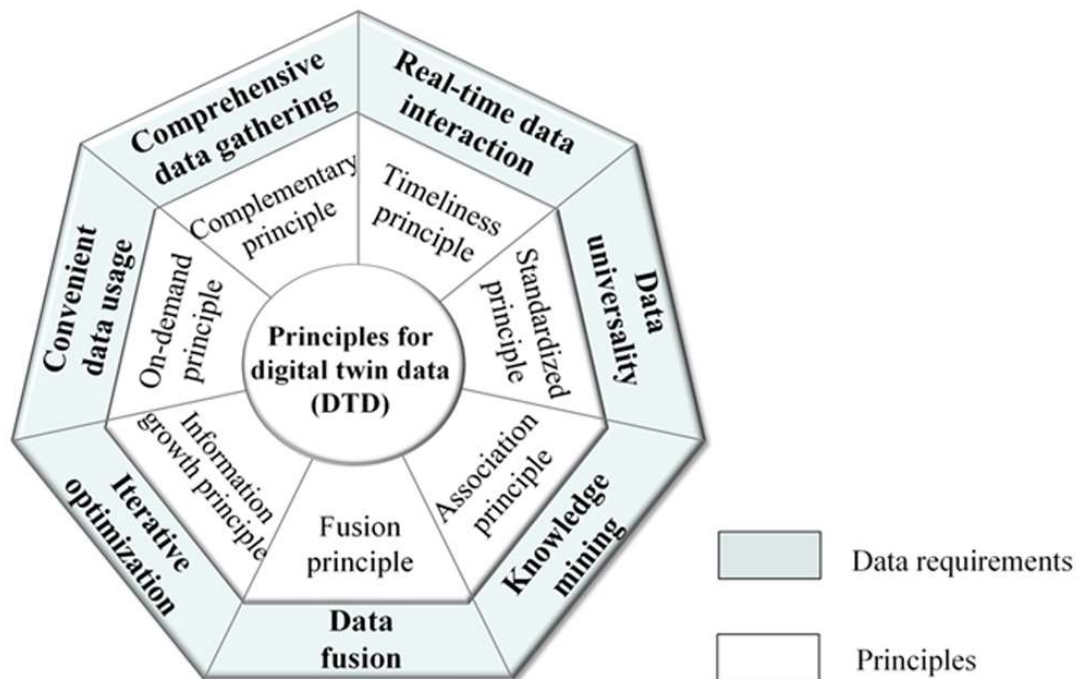 Comprehensive
data gathering
Real-time data
interaction
Complementary
principle
Timeliness
principle
Convenient
data usage
On-demand
principle
Standardized
principle
Data
universality
Principles for
digital twin data
(DTD)
Information
growth principle
Association
principle
Iterative
optimization
Fusion
principle
Knowledge
mining
Data
fusion
Data requirements
Principles